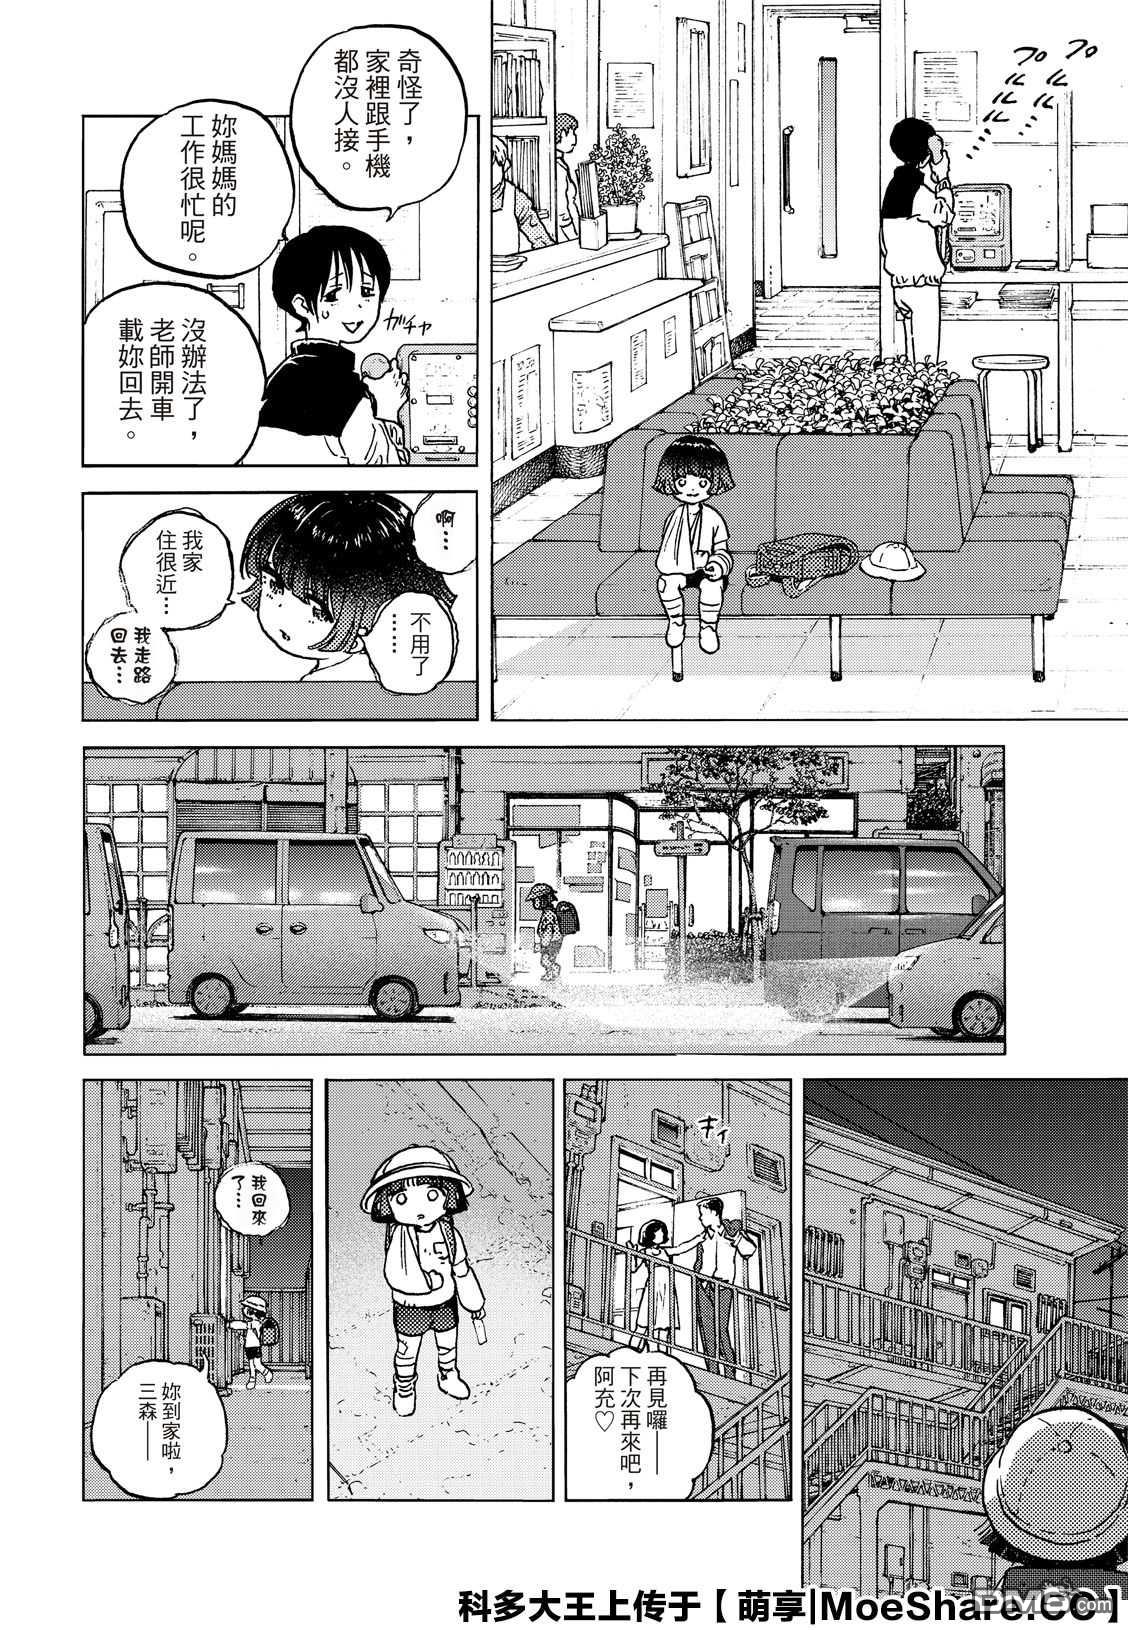 プルルルル…
プルルルル…
奇怪了，
家裡跟手機
都沒人接。
妳媽媽的
工作很忙呢。
ガチャ
沒辦法了，
老師開車
載妳回去。
啊…
不用了
……
我家
住很近…
我走路
回去…
キィ
再見囉——
下次再來吧，
阿充♡
我回來
了…
妳到家啦，
三森——
科多大王上传于【萌享|MoeShare.CC】